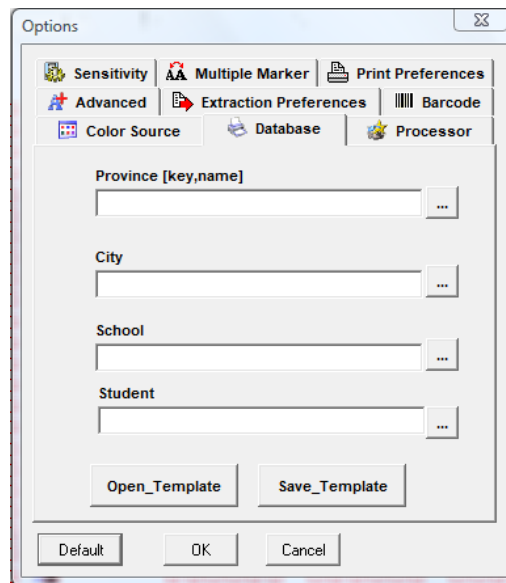 Options
Sensitivity Multiple Marker Print Preferences
Advanced Extraction Preferences Barcode
Color Source Database Processor
Province [key,name]
...
City
...
School
...
Student
...
Open_Template Save_Template
Default OK Cancel